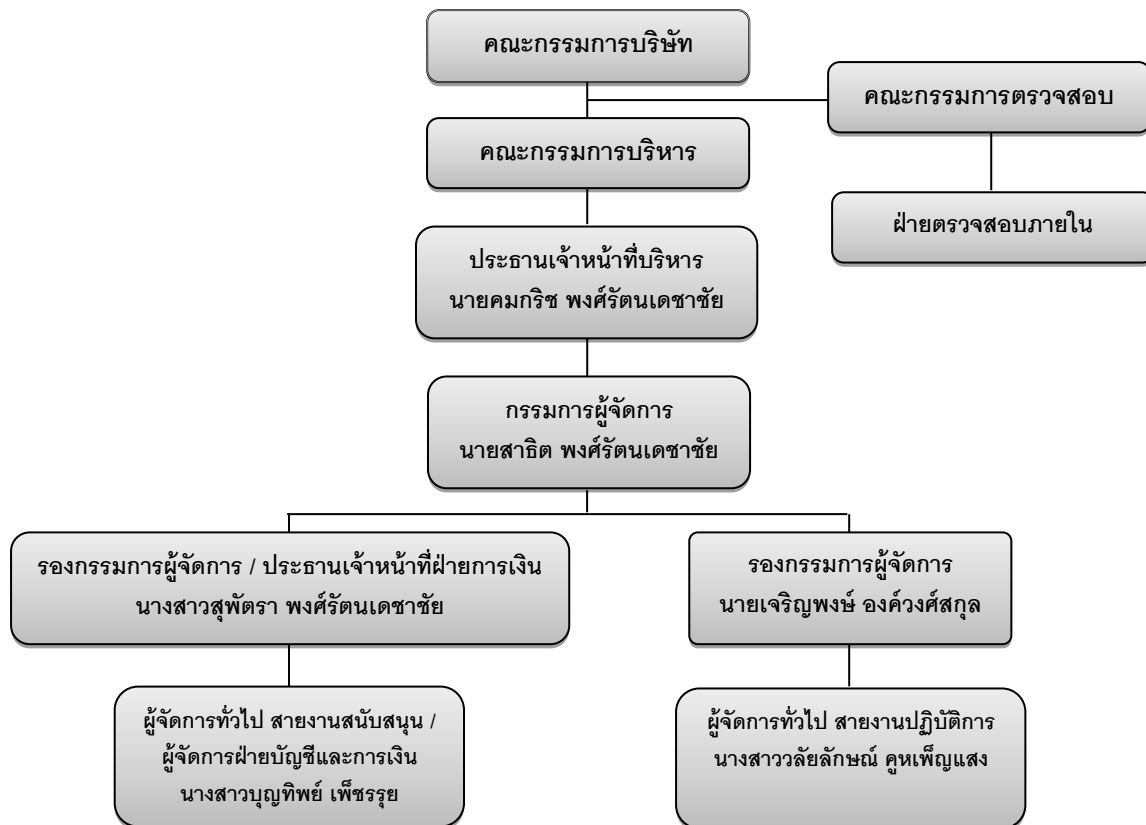 คณะกรรมการบริษัท
คณะกรรมการตรวจสอบ
คณะกรรมการบริหาร
ฝ่ายตรวจสอบภายใน
ประธานเจ้าหน้าที่บริหาร
นายคมกริช พงศ์รัตนเดชาชัย
กรรมการผู้จัดการ
นายสาธิต พงศ์รัตนเดชาชัย
รองกรรมการผู้จัดการ / ประธานเจ้าหน้าที่ฝ่ายการเงิน
นางสาวสุพัตรา พงศ์รัตนเดชาชัย
รองกรรมการผู้จัดการ
นายเจริญพงษ์ องค์วงศ์สกุล
ผู้จัดการทั่วไป สายงานสนับสนุน /
ผู้จัดการฝ่ายบัญชีและการเงิน
นางสาวบุญทิพย์ เพ็ชรรุย
ผู้จัดการทั่วไป สายงานปฏิบัติการ
นางสาววลัยลักษณ์ คูหเพ็ญแสง